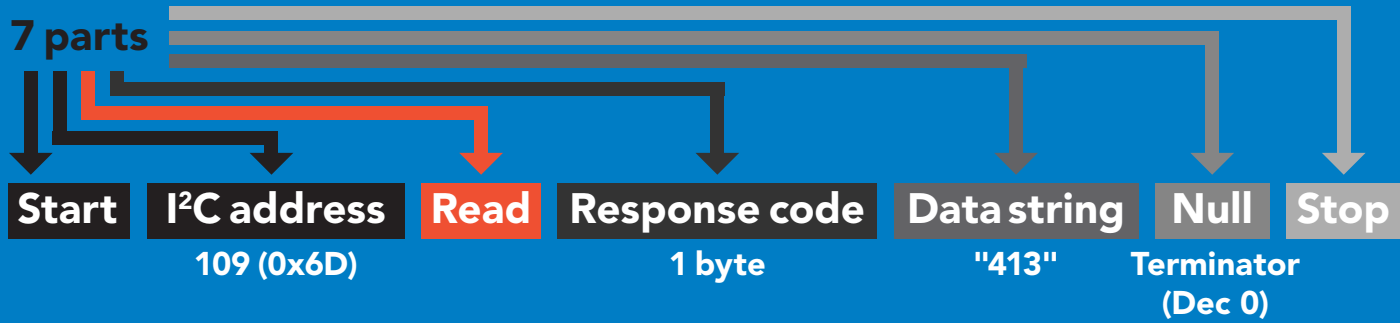 7 parts
Start I²C address Read Response code Data string Null Stop
109 (0x6D) 1 byte "413" Terminator
(Dec 0)